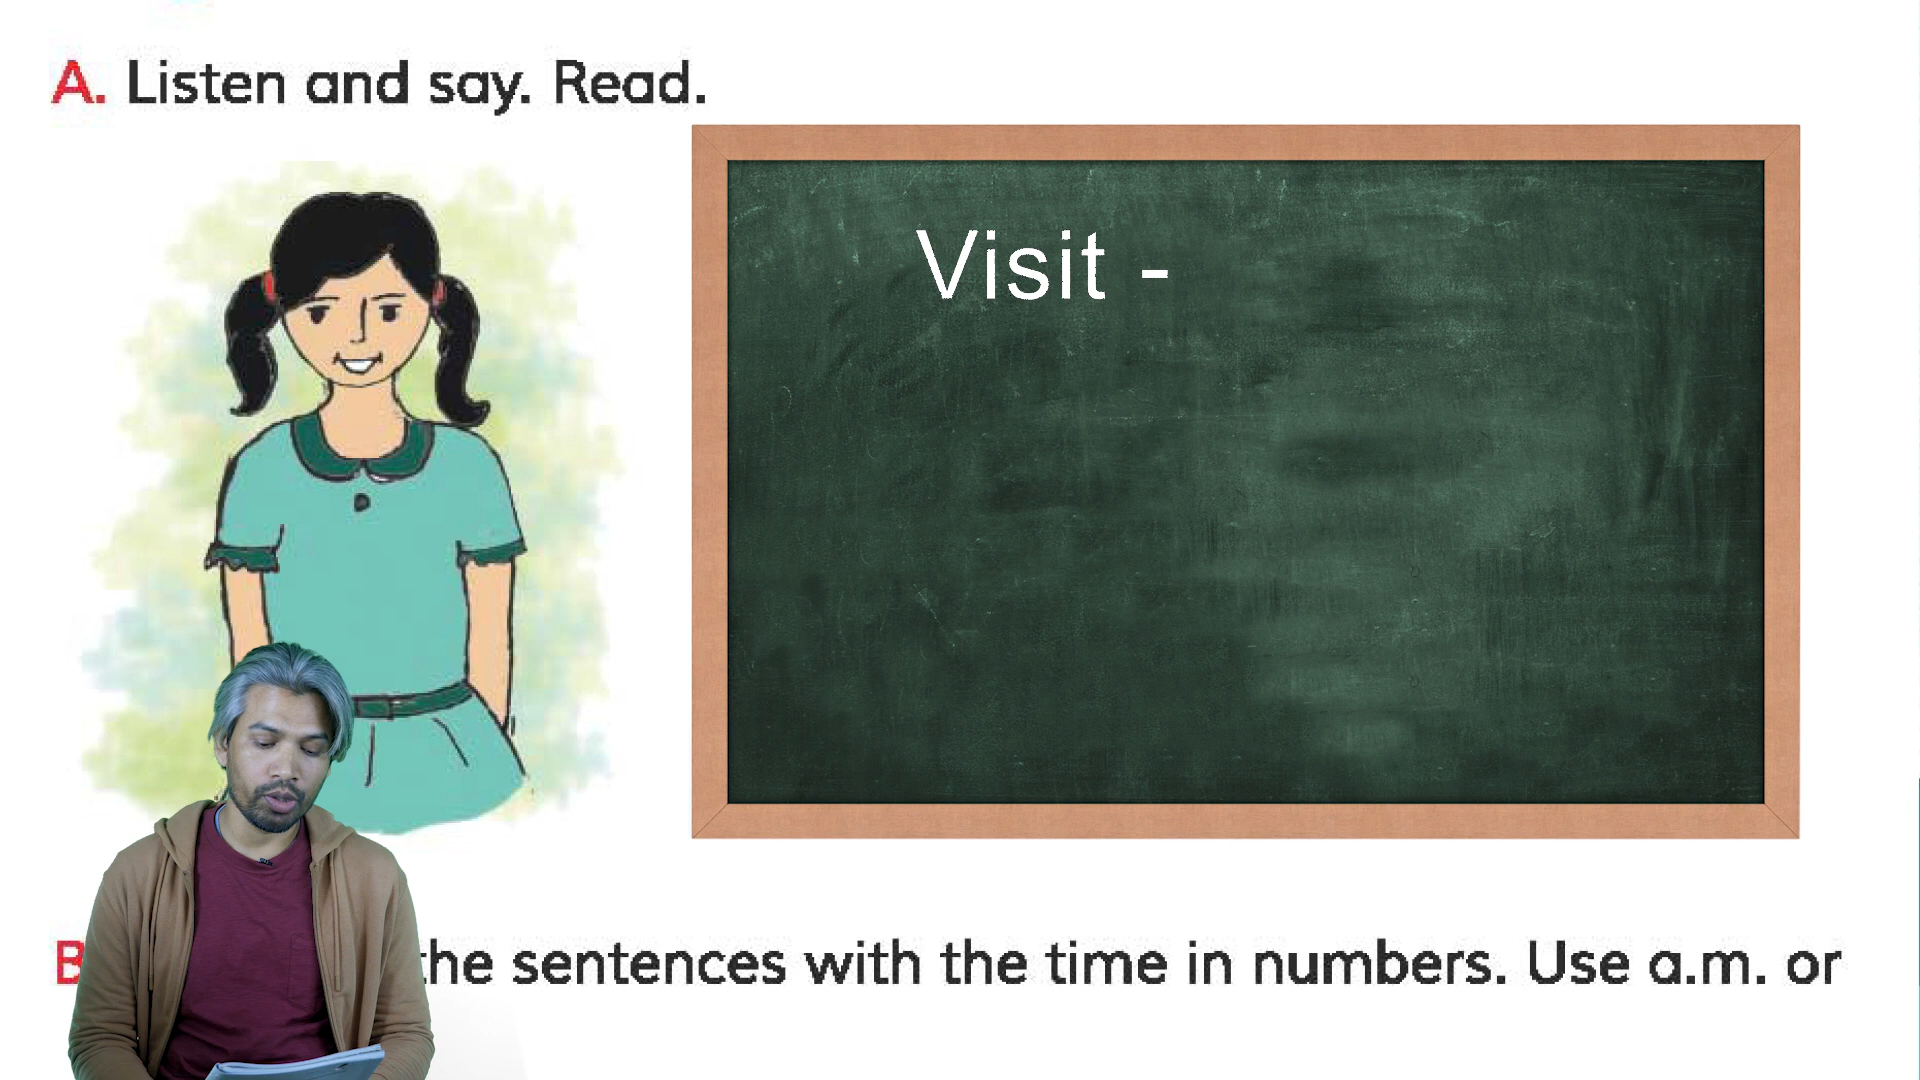 A. Listen and say. Read.
Visit -
B the sentences with the time in numbers. Use a.m. or